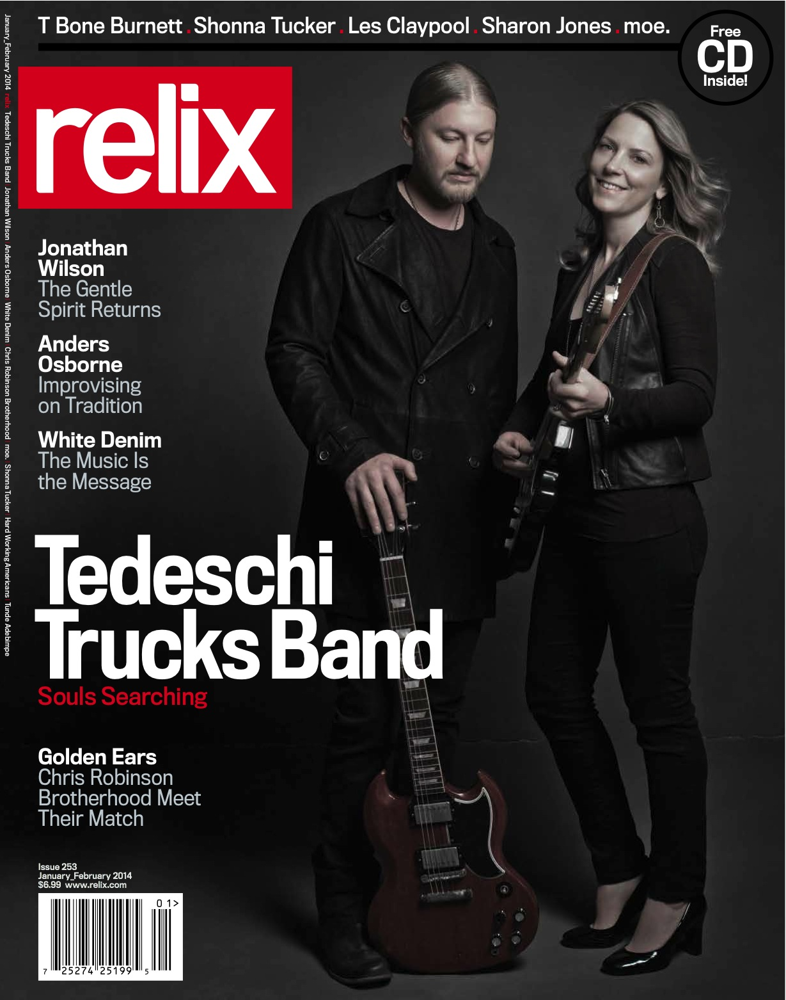 T Bone Burnett . Shonna Tucker . Les Claypool . Sharon Jones . moe.
Free
CD
Inside!
relix
Jonathan
Wilson
The Gentle
Spirit Returns
Anders
Osborne
Improvising
on Tradition
White Denim
The Music Is
the Message
Tedeschi
Trucks Band
Souls Searching
Golden Ears
Chris Robinson
Brotherhood Meet
Their Match
Issue 253
January_February 2014
$6.99 www.relix.com
0 1>
7 25274 25199 5
January_February 2014 relix Tedeschi Trucks Band | Jonathan Wilson | Anders Osborne | White Denim | Chris Robinson Brotherhood | moe. | Shonna Tucker | Hard Working Americans | Tunde Adebimpe